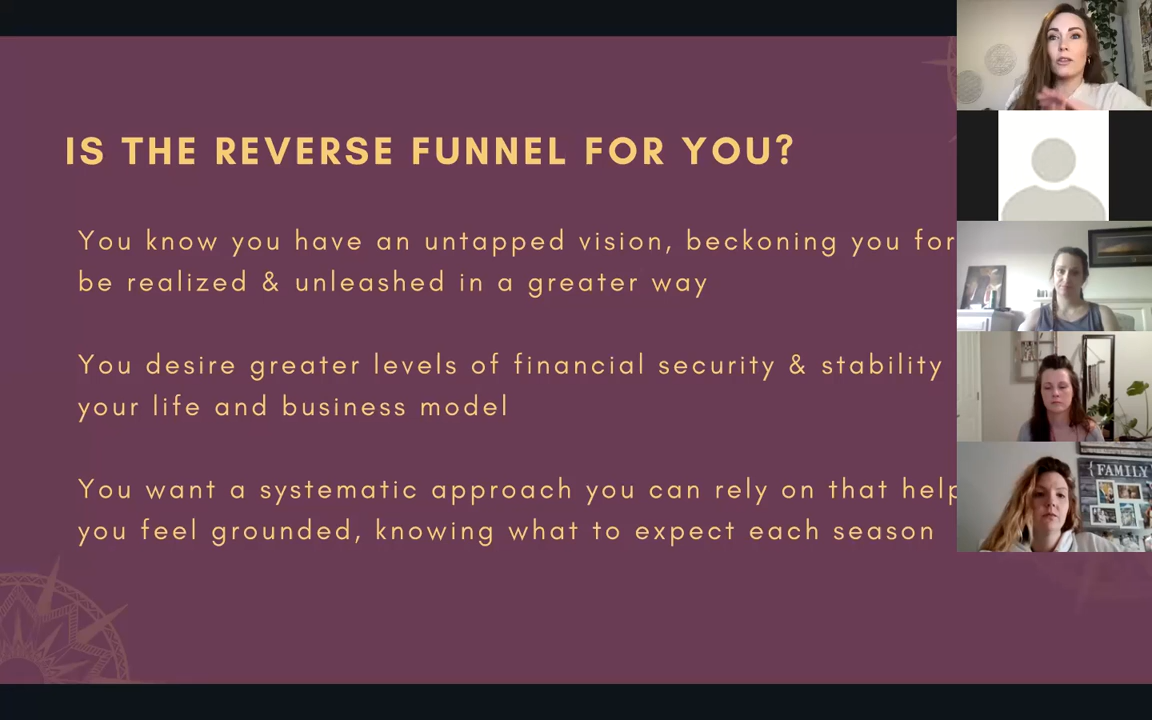 IS THE REVERSE FUNNEL FOR YOU?
You know you have an untapped vision, beckoning you for
be realized & unleashed in a greater way
You desire greater levels of financial security & stability
your life and business model
You want a systematic approach you can rely on that help
you feel grounded, knowing what to expect each season
{FAMILY